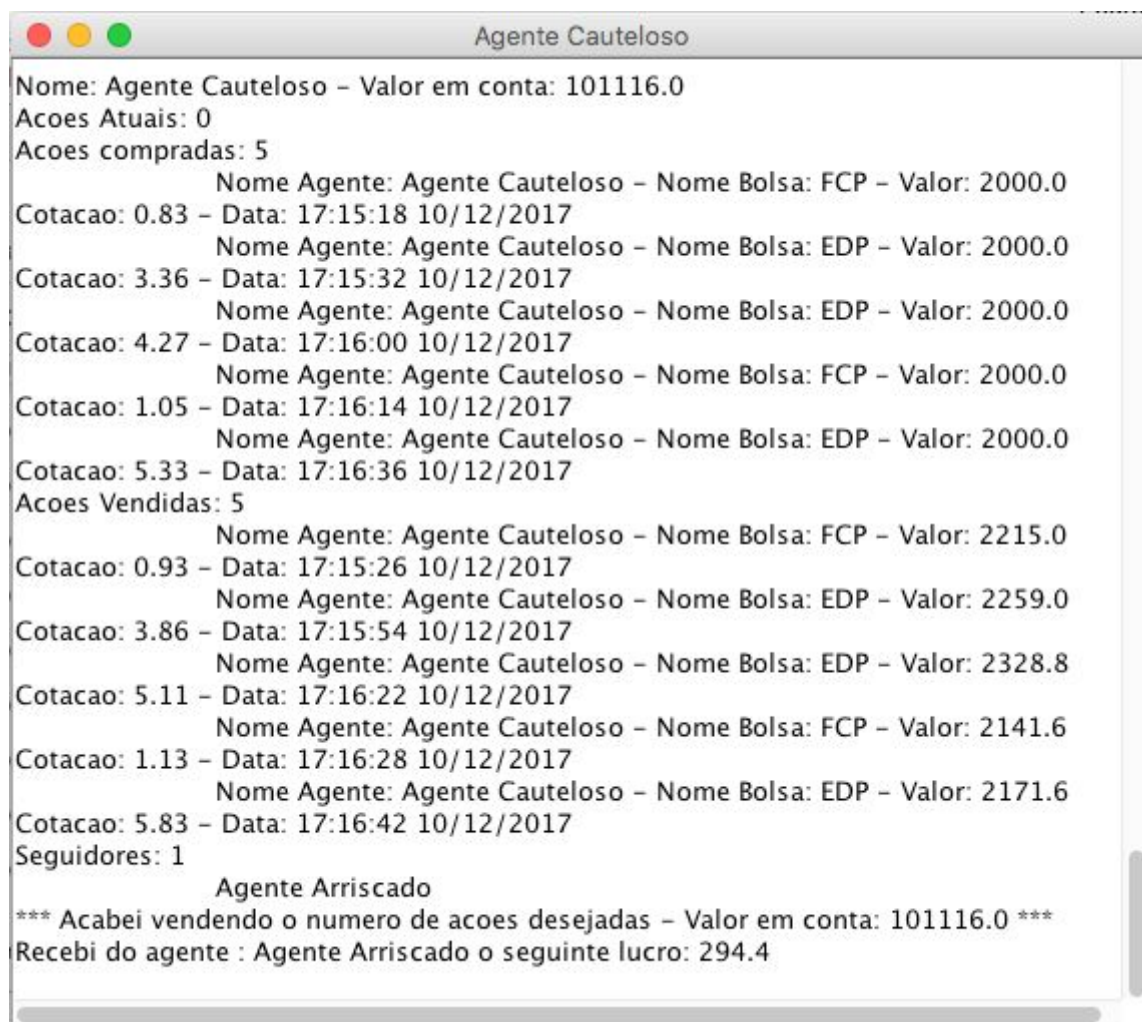 Agente Cauteloso
Nome: Agente Cauteloso – Valor em conta: 101116.0
Acoes Atuais: 0
Acoes compradas: 5
Nome Agente: Agente Cauteloso – Nome Bolsa: FCP – Valor: 2000.0
Cotacao: 0.83 – Data: 17:15:18 10/12/2017
Nome Agente: Agente Cauteloso – Nome Bolsa: EDP – Valor: 2000.0
Cotacao: 3.36 – Data: 17:15:32 10/12/2017
Nome Agente: Agente Cauteloso – Nome Bolsa: EDP – Valor: 2000.0
Cotacao: 4.27 – Data: 17:16:00 10/12/2017
Nome Agente: Agente Cauteloso – Nome Bolsa: FCP – Valor: 2000.0
Cotacao: 1.05 – Data: 17:16:14 10/12/2017
Nome Agente: Agente Cauteloso – Nome Bolsa: EDP – Valor: 2000.0
Cotacao: 5.33 – Data: 17:16:36 10/12/2017
Acoes Vendidas: 5
Nome Agente: Agente Cauteloso – Nome Bolsa: FCP – Valor: 2215.0
Cotacao: 0.93 – Data: 17:15:26 10/12/2017
Nome Agente: Agente Cauteloso – Nome Bolsa: EDP – Valor: 2259.0
Cotacao: 3.86 – Data: 17:15:54 10/12/2017
Nome Agente: Agente Cauteloso – Nome Bolsa: EDP – Valor: 2328.8
Cotacao: 5.11 – Data: 17:16:22 10/12/2017
Nome Agente: Agente Cauteloso – Nome Bolsa: FCP – Valor: 2141.6
Cotacao: 1.13 – Data: 17:16:28 10/12/2017
Nome Agente: Agente Cauteloso – Nome Bolsa: EDP – Valor: 2171.6
Cotacao: 5.83 – Data: 17:16:42 10/12/2017
Seguidores: 1
Agente Arriscado
*** Acabei vendendo o numero de acoes desejadas – Valor em conta: 101116.0 ***
Recebi do agente : Agente Arriscado o seguinte lucro: 294.4